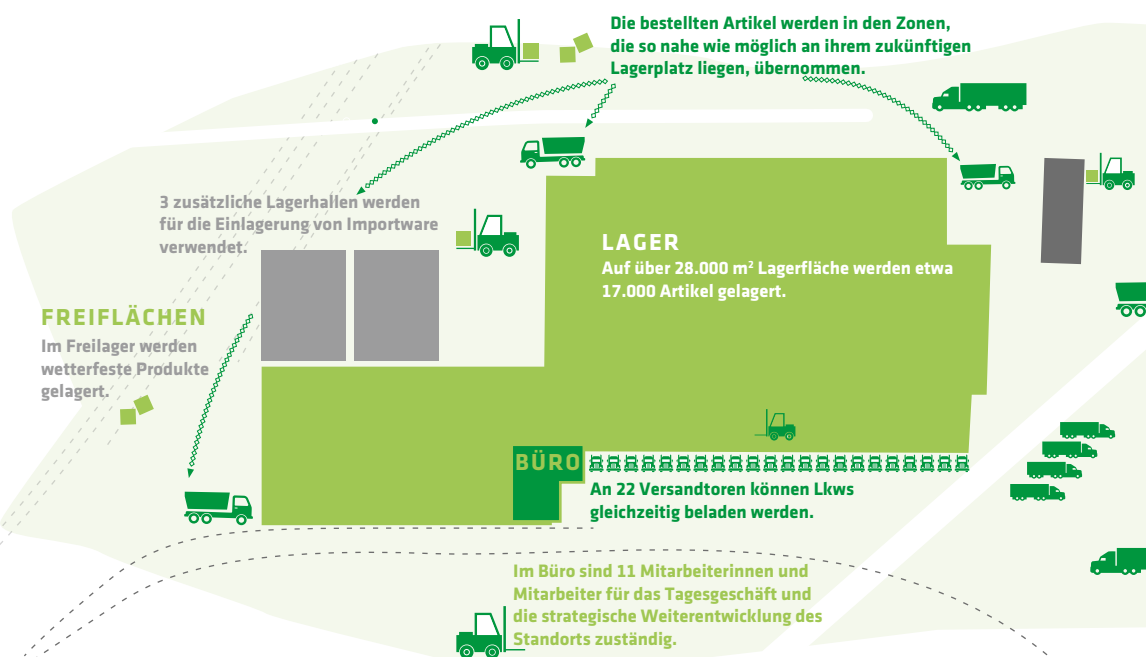 Die bestellten Artikel werden in den Zonen,
die so nahe wie möglich an ihrem zukünftigen
Lagerplatz liegen, übernommen.
3 zusätzliche Lagerhallen werden
für die Einlagerung von Importware
verwendet.
LAGER
Auf über 28.000 m² Lagerfläche werden etwa
17.000 Artikel gelagert.
FREIFLÄCHEN
Im Freilager werden
wetterfeste Produkte
gelagert.
BÜRO
An 22 Versandtoren können Lkws
gleichzeitig beladen werden.
Im Büro sind 11 Mitarbeiterinnen und
Mitarbeiter für das Tagesgeschäft und
die strategische Weiterentwicklung des
Standorts zuständig.